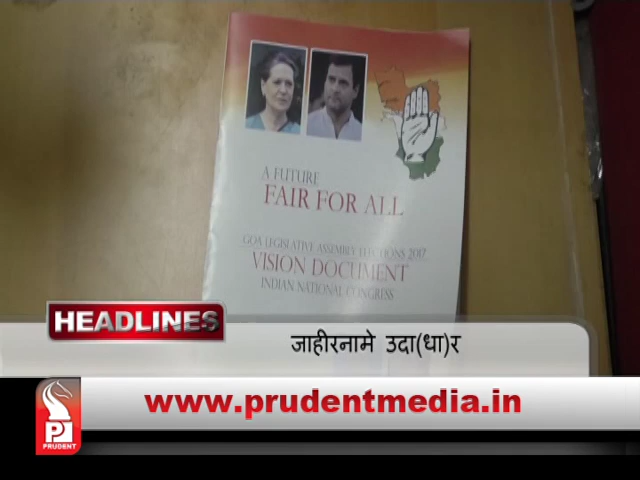 A FUTURE
FAIR FOR ALL
GOA LEGISLATIVE ASSEMBLY ELECTIONS 2017
VISION DOCUMENT
INDIAN NATIONAL CONGRESS
HEADLINES
जाहीरनामे उदा(धा)र
www.prudentmedia.in
PRUDENT